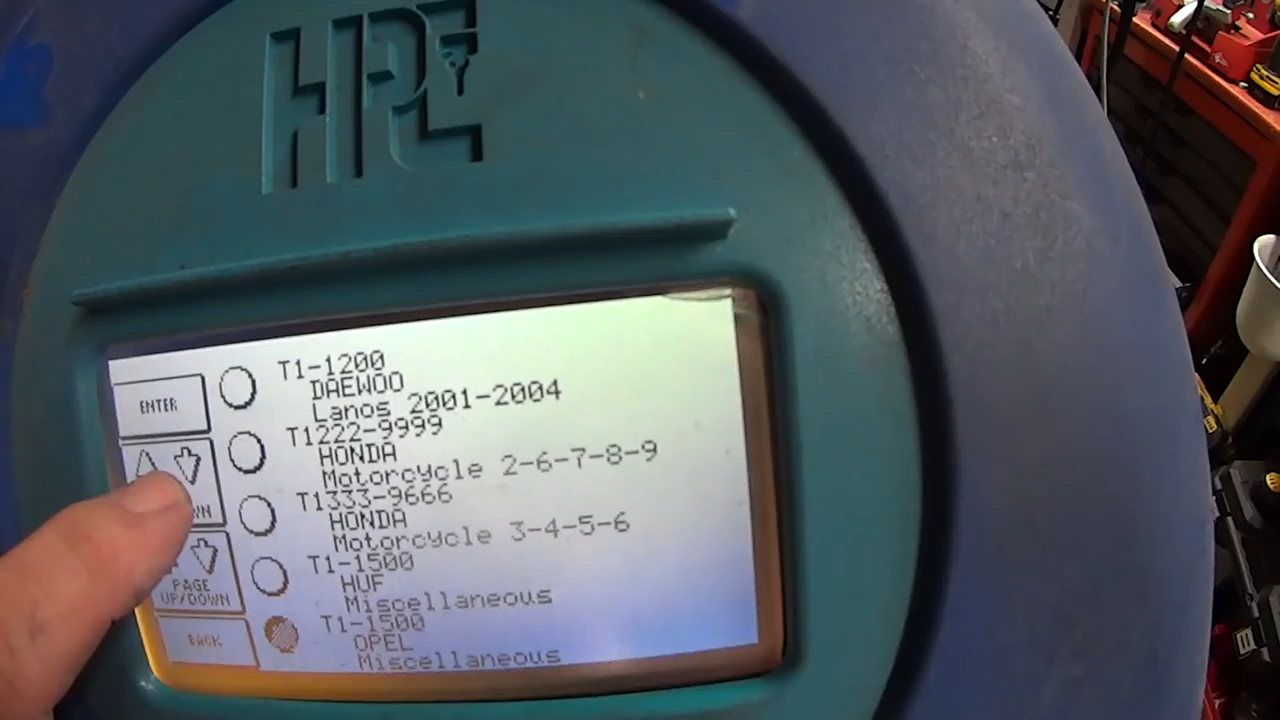 HPC
ENTER
T1-1200
DAEWOO
Lanos 2001-2004
T1222-9999
HONDA
Motorcycle 2-6-7-8-9
T1333-9666
HONDA
Motorcycle 3-4-5-6
T1-1500
HUF
Miscellaneous
T1-1500
OPEL
Miscellaneous
PAGE
UP/DOWN
BACK